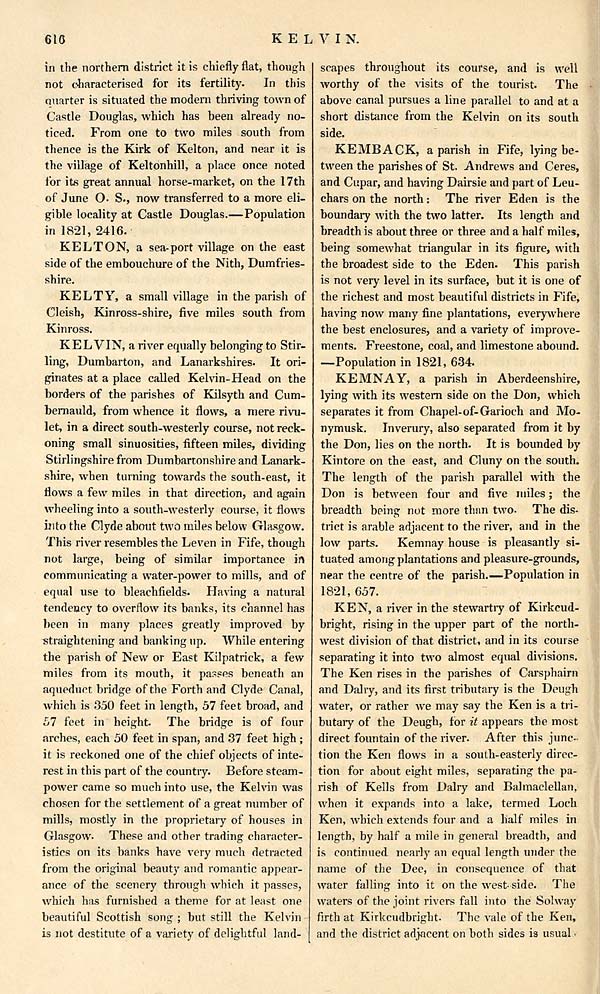 616
KELVIN.
in the northern district it is chiefly flat, though
not characterised for its fertility. In this
quarter is situated the modern thriving town of
Castle Douglas, which has been already no-
ticed. From one to two miles south from
thence is the Kirk of Kelton, and near it is
the village of Keltonhill, a place once noted
for its great annual horse-market, on the 17th
of June O. S., now transferred to a more eli-
gible locality at Castle Douglas.—Population
in 1821, 2416.
KELTON, a sea-port village on the east
side of the embouchure of the Nith, Dumfries-
shire.
KELTY, a small village in the parish of
Cleish, Kinross-shire, five miles south from
Kinross.
KELVIN, a river equally belonging to Stir-
ling, Dumbarton, and Lanarkshires. It ori-
ginates at a place called Kelvin-Head on the
borders of the parishes of Kilsyth and Cum-
bernauld, from whence it flows, a mere rivu-
let, in a direct south-westerly course, not reck-
oning small sinuosities, fifteen miles, dividing
Stirlingshire from Dumbartonshire and Lanark-
shire, when turning towards the south-east, it
flows a few miles in that direction, and again
wheeling into a south-westerly course, it flows
into the Clyde about two miles below Glasgow.
This river resembles the Leven in Fife, though
not large, being of similar importance in
communicating a water-power to mills, and of
equal use to bleachfields. Having a natural
tendency to overflow its banks, its channel has
been in many places greatly improved by
straightening and banking up. While entering
the parish of New or East Kilpatrick, a few
miles from its mouth, it passes beneath an
aqueduct bridge of the Forth and Clyde Canal,
which is 350 feet in length, 57 feet broad, and
57 feet in height. The bridge is of four
arches, each 50 feet in span, and 37 feet high;
it is reckoned one of the chief objects of inte-
rest in this part of the country. Before steam-
power came so much into use, the Kelvin was
chosen for the settlement of a great number of
mills, mostly in the proprietary of houses in
Glasgow. These and other trading character-
istics on its banks have very much detracted
from the original beauty and romantic appear-
ance of the scenery through which it passes,
which has furnished a theme for at least one
beautiful Scottish song; but still the Kelvin
is not destitute of a variety of delightful land-
scapes throughout its course, and is well
worthy of the visits of the tourist. The
above canal pursues a line parallel to and at a
short distance from the Kelvin on its south
side.
KEMBACK, a parish in Fife, lying be-
tween the parishes of St. Andrews and Ceres,
and Cupar, and having Dairsie and part of Leu-
chars on the north: The river Eden is the
boundary with the two latter. Its length and
breadth is about three or three and a half miles,
being somewhat triangular in its figure, with
the broadest side to the Eden. This parish
is not very level in its surface, but it is one of
the richest and most beautiful districts in Fife,
having now many fine plantations, everywhere
the best enclosures, and a variety of improve-
ments. Freestone, coal, and limestone abound.
—Population in 1821, 634.
KEMNAY, a parish in Aberdeenshire,
lying with its western side on the Don, which
separates it from Chapel-of-Garioch and Mo-
nymusk. Inverury, also separated from it by
the Don, lies on the north. It is bounded by
Kintore on the east, and Cluny on the south.
The length of the parish parallel with the
Don is between four and five miles; the
breadth being not more than two. The dis-
trict is arable adjacent to the river, and in the
low parts. Kemnay house is pleasantly si-
tuated among plantations and pleasure-grounds,
near the centre of the parish.—Population in
1821, 657.
KEN, a river in the stewartry of Kirkcud-
bright, rising in the upper part of the north-
west division of that district, and in its course
separating it into two almost equal divisions.
The Ken rises in the parishes of Carsphairn
and Dalry, and its first tributary is the Deugh
water, or rather we may say the Ken is a tri-
butary of the Deugh, for it appears the most
direct fountain of the river. After this junc-
tion the Ken flows in a south-easterly direc-
tion for about eight miles, separating the pa-
rish of Kells from Dalry and Balmaclellan,
when it expands into a lake, termed Loch
Ken, which extends four and a half miles in
length, by half a mile in general breadth, and
is continued nearly an equal length under the
name of the Dee, in consequence of that
water falling into it on the west side. The
waters of the joint rivers fall into the Solway
firth at Kirkcudbright. The vale of the Ken,
and the district adjacent on both sides is usual-